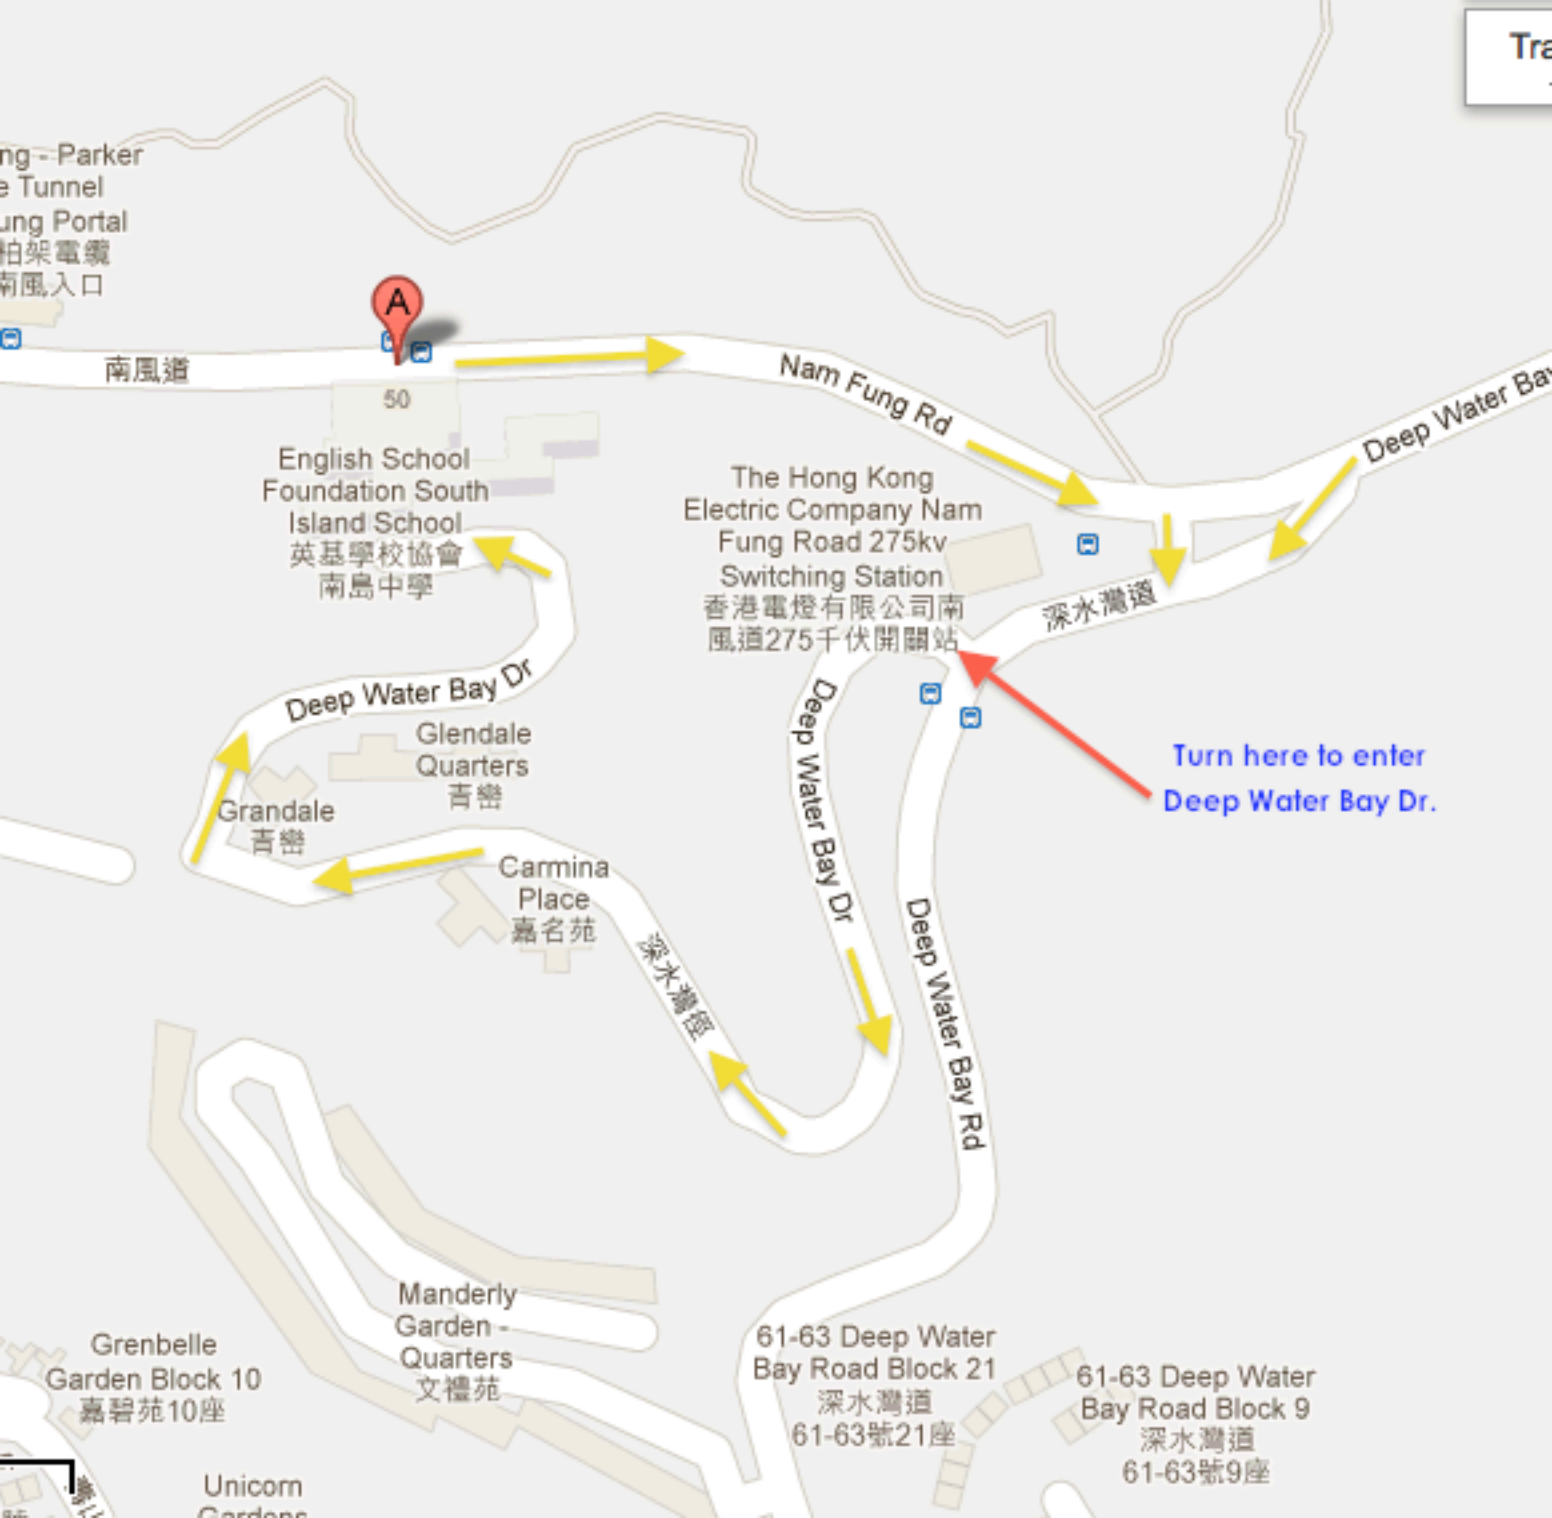 Tra
ng - Parker
e Tunnel
ung Portal
柏架電纜
南風入口
A
南風道
50
Nam Fung Rd
Deep Water Bay
English School
Foundation South
Island School
英基學校協會
南島中學
The Hong Kong
Electric Company Nam
Fung Road 275kv
Switching Station
香港電燈有限公司南
風道275千伏開關站
深水灣道
Deep Water Bay Dr
Glendale
Quarters
青巒
Grandale
青巒
Deep Water Bay Dr
Turn here to enter
Deep Water Bay Dr.
Carmina
Place
嘉名苑
深水灣徑
Deep Water Bay Rd
Manderly
Garden -
Quarters
文禮苑
Grenbelle
Garden Block 10
嘉碧苑10座
61-63 Deep Water
Bay Road Block 21
深水灣道
61-63號21座
61-63 Deep Water
Bay Road Block 9
深水灣道
61-63號9座
Unicorn
Gardens